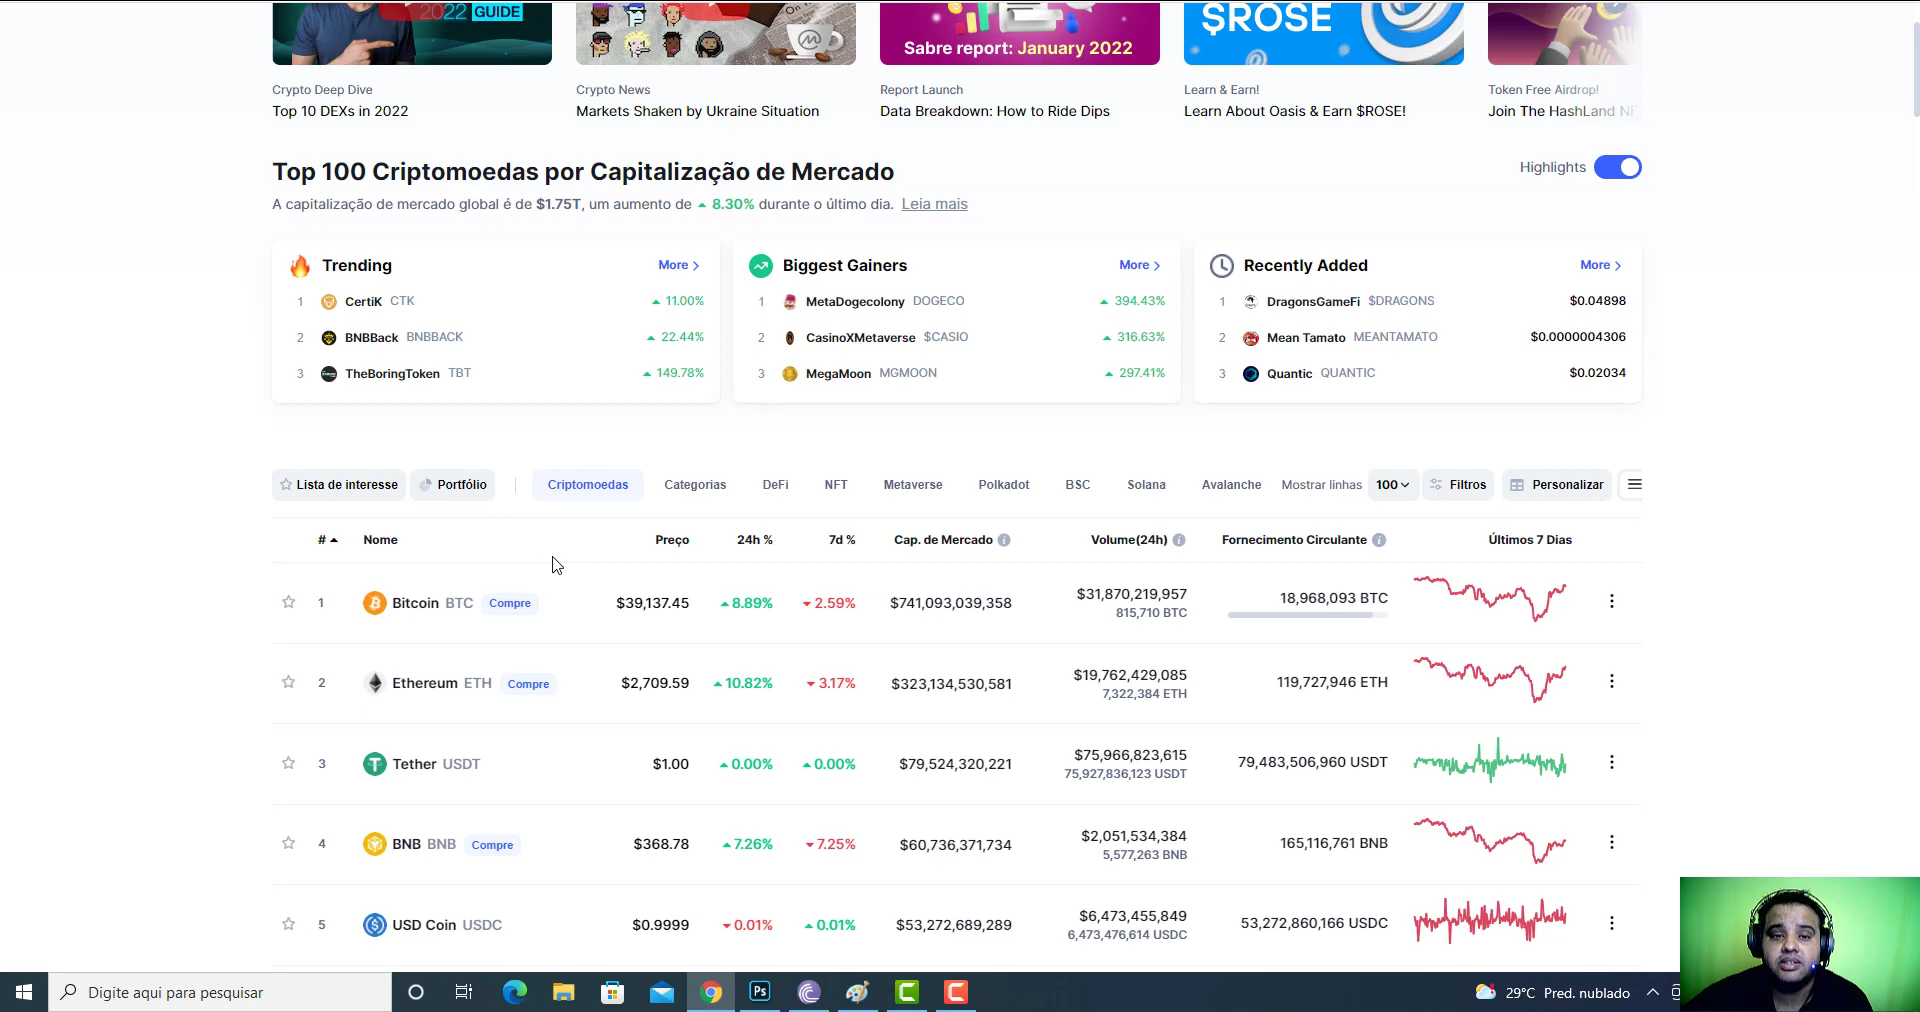 2022 GUIDE
Sabre report: January 2022
$ROSE
Crypto Deep Dive
Top 10 DEXs in 2022
Crypto News
Markets Shaken by Ukraine Situation
Report Launch
Data Breakdown: How to Ride Dips
Learn & Earn!
Learn About Oasis & Earn $ROSE!
Token Free Airdrop!
Join The HashLand NF
Top 100 Criptomoedas por Capitalização de Mercado
Highlights
A capitalização de mercado global é de $1.75T, um aumento de 8.30% durante o último dia. Leia mais
Trending More
1 CertiK CTK 11.00%
2 BNBBack BNBBACK 22.44%
3 TheBoringToken TBT 149.78%
Biggest Gainers More
1 MetaDogecolony DOGECO 394.43%
2 CasinoXMetaverse $CASIO 316.63%
3 MegaMoon MGMOON 297.41%
Recently Added More
1 DragonsGameFi $DRAGONS $0.04898
2 Mean Tamato MEANTAMATO $0.0000004306
3 Quantic QUANTIC $0.02034
Lista de interesse Portfólio Criptomoedas Categorias DeFi NFT Metaverse Polkadot BSC Solana Avalanche Mostrar linhas 100 Filtros Personalizar
# Nome Preço 24h % 7d % Cap. de Mercado Volume(24h) Fornecimento Circulante Últimos 7 Dias
1 Bitcoin BTC Compre $39,137.45 8.89% 2.59% $741,093,039,358 $31,870,219,957 18,968,093 BTC
815,710 BTC
2 Ethereum ETH Compre $2,709.59 10.82% 3.17% $323,134,530,581 $19,762,429,085 119,727,946 ETH
7,322,384 ETH
3 Tether USDT $1.00 0.00% 0.00% $79,524,320,221 $75,966,823,615 79,483,506,960 USDT
75,927,836,123 USDT
4 BNB BNB Compre $368.78 7.26% 7.25% $60,736,371,734 $2,051,534,384 165,116,761 BNB
5,577,263 BNB
5 USD Coin USDC $0.9999 0.01% 0.01% $53,272,689,289 $6,473,455,849 53,272,860,166 USDC
6,473,476,614 USDC
Digite aqui para pesquisar
Ps
29°C Pred. nublado